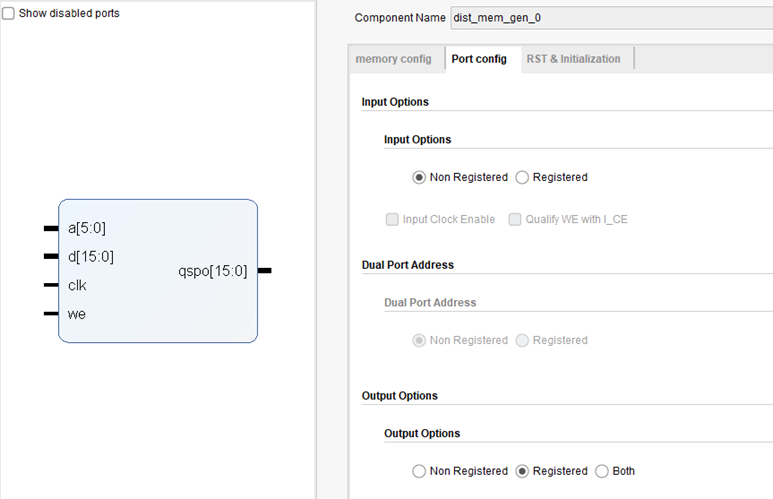 Show disabled ports
Component Name dist_mem_gen_0
memory config Port config RST & Initialization
Input Options
Input Options
Non Registered Registered
Input Clock Enable Qualify WE with I_CE
Dual Port Address
Dual Port Address
Non Registered Registered
Output Options
Output Options
Non Registered Registered Both
a[5:0]
d[15:0]
clk
we
qspo[15:0]